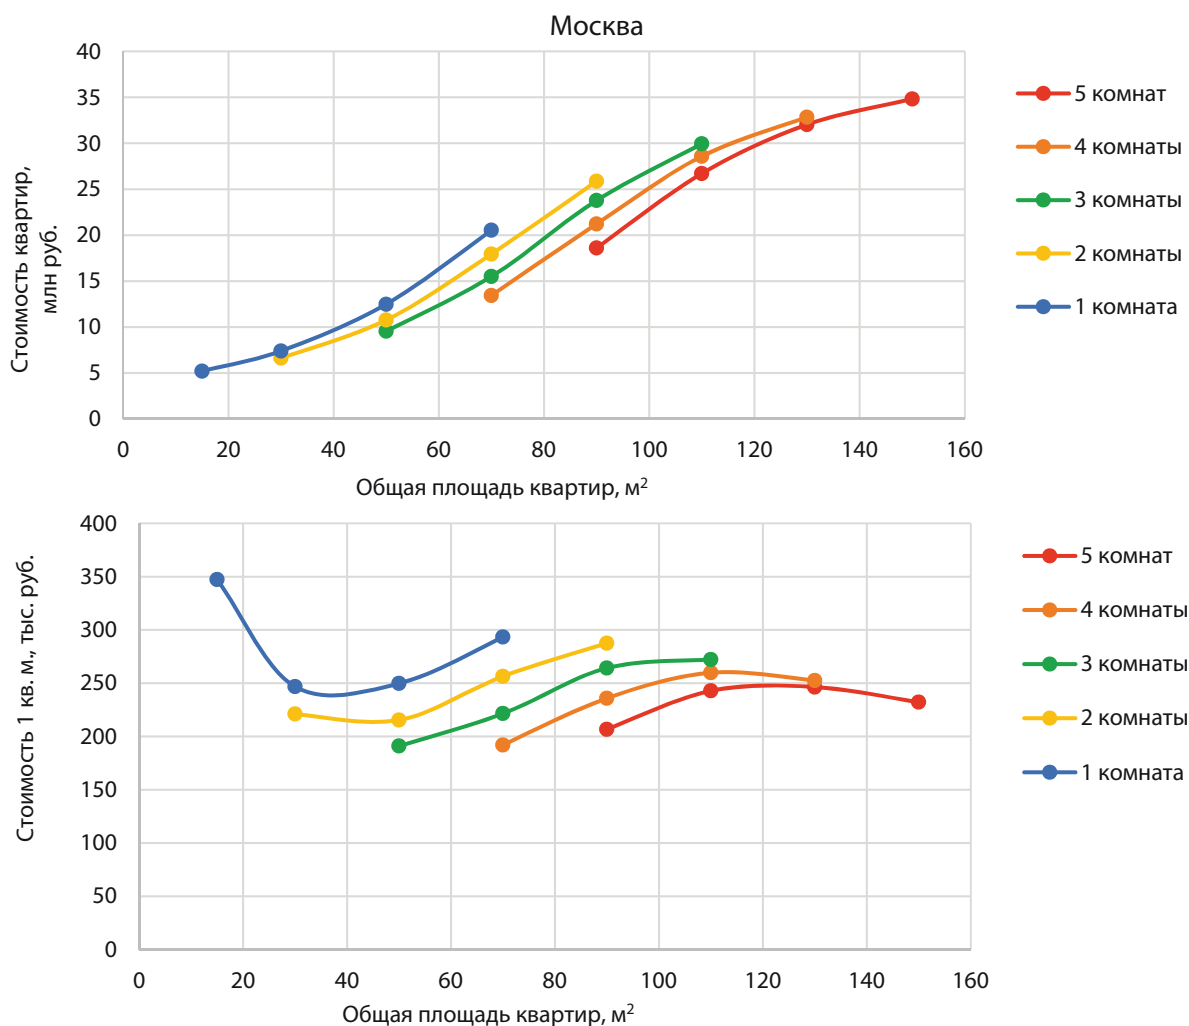 Москва
Стоимость квартир,
млн руб.
40
35
30
25
20
15
10
5
0
0 20 40 60 80 100 120 140 160
Общая площадь квартир, м²
5 комнат
4 комнаты
3 комнаты
2 комнаты
1 комната
Стоимость 1 кв. м., тыс. руб.
400
350
300
250
200
150
100
50
0
0 20 40 60 80 100 120 140 160
Общая площадь квартир, м²
5 комнат
4 комнаты
3 комнаты
2 комнаты
1 комната